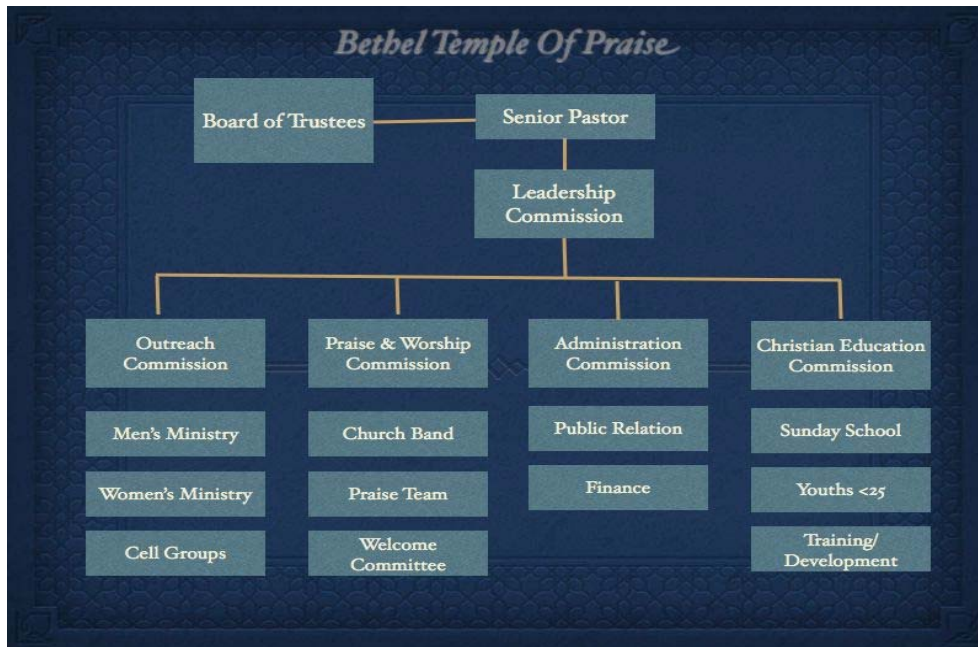 Bethel Temple Of Praise
Board of Trustees
Senior Pastor
Leadership
Commission
Outreach
Commission
Praise & Worship
Commission
Administration
Commission
Christian Education
Commission
Men's Ministry
Church Band
Public Relation
Sunday School
Women's Ministry
Praise Team
Finance
Youths <25
Cell Groups
Welcome
Committee
Training/
Development